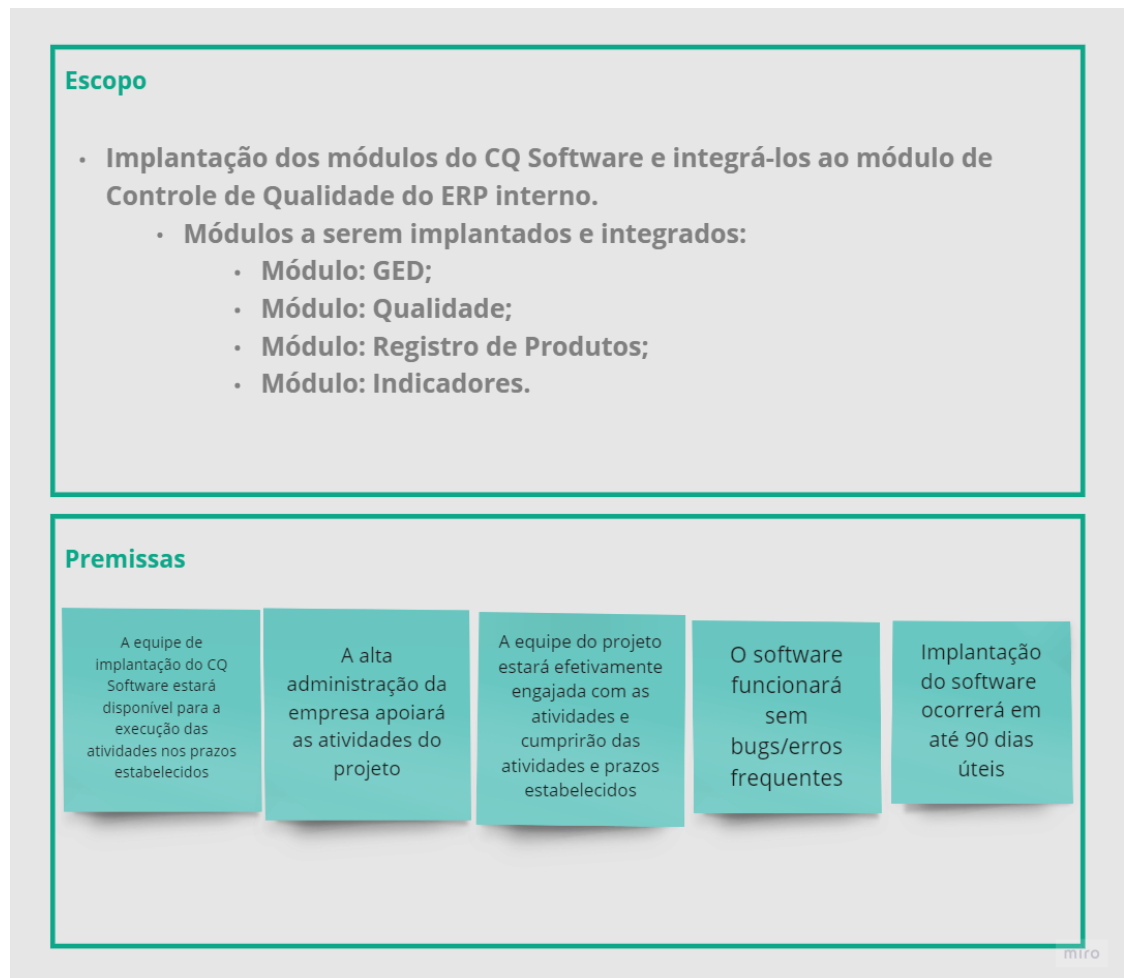 Escopo
• Implantação dos módulos do CQ Software e integrá-los ao módulo de
Controle de Qualidade do ERP interno.
• Módulos a serem implantados e integrados:
• Módulo: GED;
• Módulo: Qualidade;
• Módulo: Registro de Produtos;
• Módulo: Indicadores.
Premissas
A equipe de
implantação do CQ
Software estará
disponível para a
execução das
atividades nos prazos
estabelecidos
A alta
administração da
empresa apoiará
as atividades do
projeto
A equipe do projeto
estará efetivamente
engajada com as
atividades e
cumprirão das
atividades e prazos
estabelecidos
O software
funcionará
sem
bugs/erros
frequentes
Implantação
do software
ocorrerá em
até 90 dias
úteis
miro